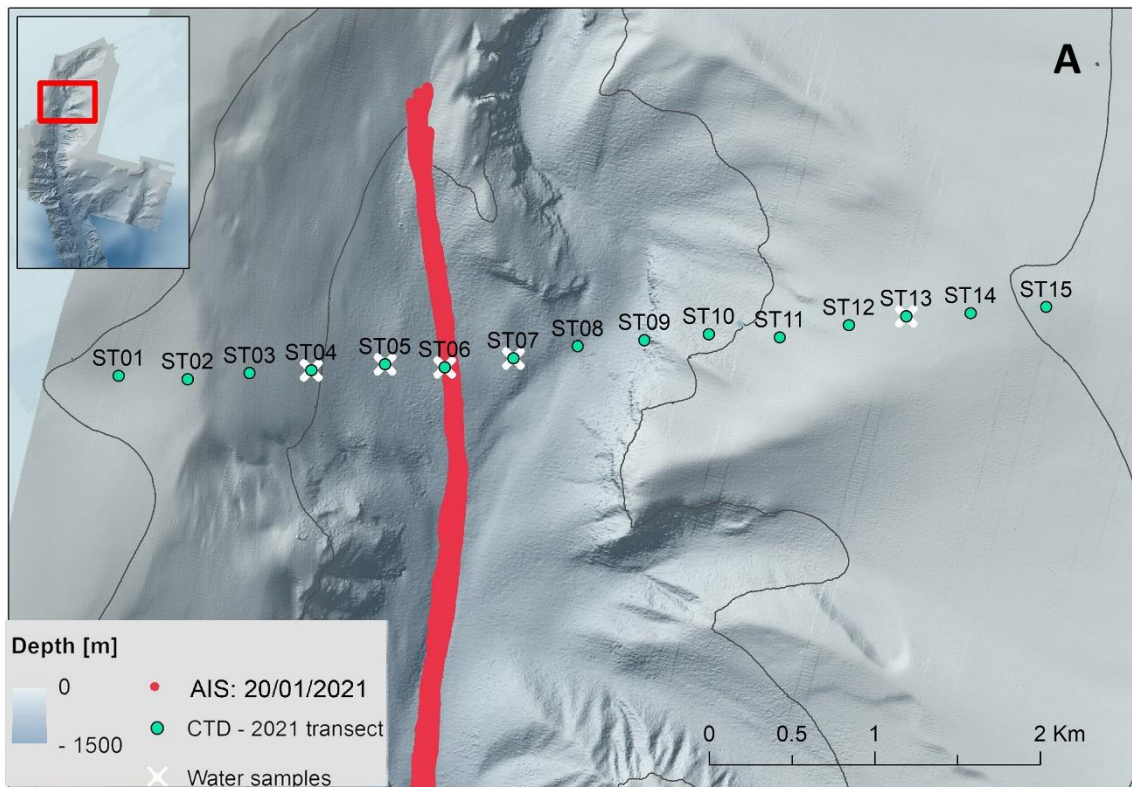 A
ST01
ST02
ST03
ST04
ST05
ST06
ST07
ST08
ST09
ST10
ST11
ST12
ST13
ST14
ST15
Depth [m]
0
- 1500
AIS: 20/01/2021
CTD - 2021 transect
Water samples
0 0.5 1 2 Km